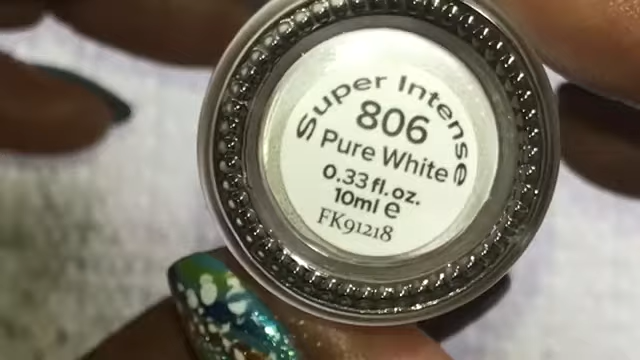 Super Intense
806
Pure White
0.33 fl.oz.
10ml e
FK91218